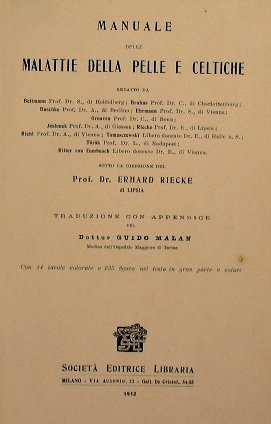 MANUALE
DELLE
MALATTIE DELLA PELLE E CELTICHE
REDATTO DA
Bettmann Prof. Dr. S., di Heidelberg; Bruhns Prof. Dr. C., di Charlottenburg;
Buschke Prof. Dr. A., di Berlino; Ehrmann Prof. Dr. S., di Vienna;
Grouven Prof. Dr. C., di Bonn;
Jesionek Prof. Dr. A., di Giessen; Riecke Prof. Dr. E., di Lipsia;
Riehl Prof. Dr. A., di Vienna; Tomasczewski Libero docente Dr. E., di Halle a. S.;
Török Prof. Dr. L., di Budapest;
Ritter von Zumbusch Libero docente Dr. L., di Vienna.
SOTTO LA DIREZIONE DEL
Prof. Dr. ERHARD RIECKE
di LIPSIA
TRADUZIONE CON APPENDICE
DEL
Dottor GUIDO MALAN
Medico dell'Ospedale Maggiore di Torino
Con 14 tavole colorate e 235 figure nel testo in gran parte a colori
SOCIETÀ EDITRICE LIBRARIA
MILANO - VIA AUSONIO, 22 - Gall. De Cristof., 54-55
1912